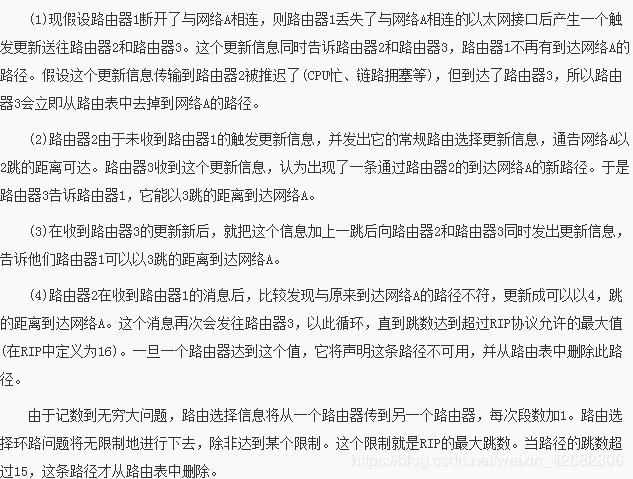 (1)现假设路由器1断开了与网络A相连，则路由器1丢失了与网络A相连的以太网接口后产生一个触
发更新送往路由器2和路由器3。这个更新信息同时告诉路由器2和路由器3，路由器1不再有到达网络A的
路径。假设这个更新信息传输到路由器2被推迟了(CPU忙、链路拥塞等)，但到达了路由器3，所以路由
器3会立即从路由表中去掉到网络A的路径。
(2)路由器2由于未收到路由器1的触发更新信息，并发出它的常规路由选择更新信息，通告网络A以
2跳的距离可达。路由器3收到这个更新信息，认为出现了一条通过路由器2的到达网络A的新路径。于是
路由器3告诉路由器1，它能以3跳的距离到达网络A。
(3)在收到路由器3的更新新后，就把这个信息加上一跳后向路由器2和路由器3同时发出更新信息，
告诉他们路由器1可以以3跳的距离到达网络A。
(4)路由器2在收到路由器1的消息后，比较发现与原来到达网络A的路径不符，更新成可以以4，跳
的距离到达网络A。这个消息再次会发往路由器3，以此循环，直到跳数达到超过RIP协议允许的最大值
(在RIP中定义为16)。一旦一个路由器达到这个值，它将声明这条路径不可用，并从路由表中删除此路
径。
由于记数到无穷大问题，路由选择信息将从一个路由器传到另一个路由器，每次段数加1。路由选
择环路问题将无限制地进行下去，除非达到某个限制。这个限制就是RIP的最大跳数。当路径的跳数超
过15，这条路径才从路由表中删除。
https://blog.csdn.net/weixin_42682806